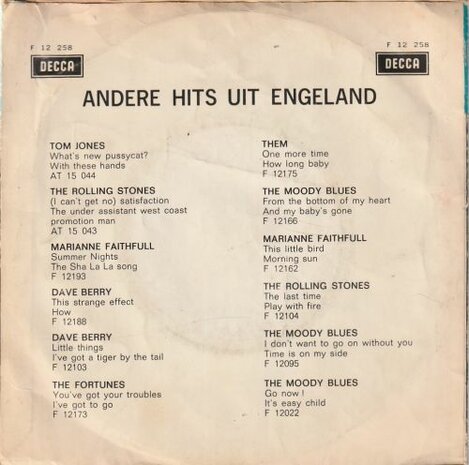 F 12 258
DECCA
F 12 258
DECCA
ANDERE HITS UIT ENGELAND
TOM JONES
What's new pussycat?
With these hands
AT 15 044
THE ROLLING STONES
(I can't get no) satisfaction
The under assistant west coast
promotion man
AT 15 043
MARIANNE FAITHFULL
Summer Nights
The Sha La La song
F 12193
DAVE BERRY
This strange effect
How
F 12188
DAVE BERRY
Little things
I've got a tiger by the tail
F 12103
THE FORTUNES
You've got your troubles
I've got to go
F 12173
THEM
One more time
How long baby
F 12175
THE MOODY BLUES
From the bottom of my heart
And my baby's gone
F 12166
MARIANNE FAITHFULL
This little bird
Morning sun
F 12162
THE ROLLING STONES
The last time
Play with fire
F 12104
THE MOODY BLUES
I don't want to go on without you
Time is on my side
F 12095
THE MOODY BLUES
Go now !
It's easy child
F 12022